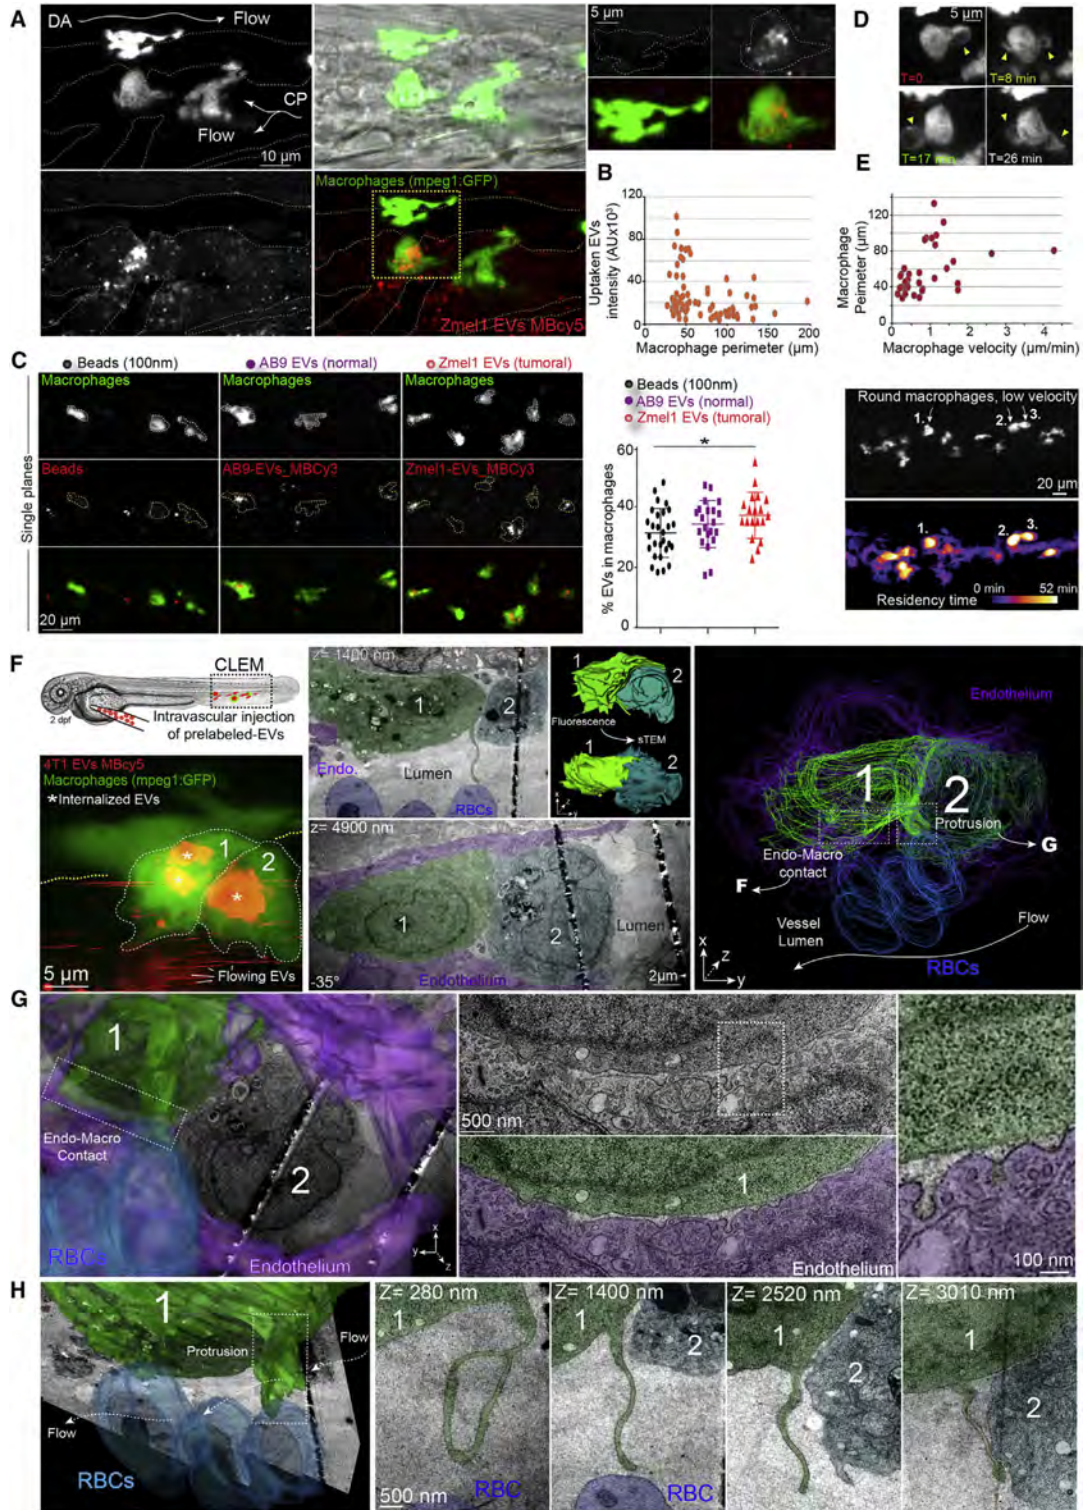 A
DA
Flow
CP
Flow
10 µm
Macrophages (mpeg1:GFP)
Zmel1 EVs MBcy5
5 µm
B
Uptaken EVs
intensity (AUx10³)
120
80
40
0
0
50
100
150
200
Macrophage perimeter (µm)
D
5 µm
T=0
T=8 min
T=17 min
T=26 min
E
Macrophage
Peimeter (µm)
120
80
40
0
0
1
2
3
4
Macrophage velocity (µm/min)
Round macrophages, low velocity
1.
2.
3.
20 µm
1.
2.
3.
0 min
52 min
Residency time
C
Beads (100nm)
AB9 EVs (normal)
Zmel1 EVs (tumoral)
Single planes
Macrophages
Macrophages
Macrophages
Beads
AB9-EVs_MBCy3
Zmel1-EVs_MBCy3
20 µm
Beads (100nm)
AB9 EVs (normal)
Zmel1 EVs (tumoral)
*
% EVs in macrophages
60
40
20
0
F
CLEM
2 dpf
Intravascular injection
of prelabeled-EVs
4T1 EVs MBcy5
Macrophages (mpeg1:GFP)
*Internalized EVs
1
2
*
*
Flowing EVs
5 µm
z= 1400 nm
1
2
Endo.
Lumen
RBCs
1
2
Fluorescence
sTEM
1
2
x
z
y
z= 4900 nm
1
2
Lumen
-35°
Endothelium
2µm
Endothelium
1
2
Protrusion
G
Endo-Macro
contact
F
Vessel
Lumen
Flow
RBCs
x
z
y
G
1
Endo-Macro
Contact
2
RBCs
Endothelium
x
y
z
500 nm
1
Endothelium
100 nm
H
1
Protrusion
Flow
Flow
RBCs
Z= 280 nm
1
RBC
500 nm
Z= 1400 nm
1
2
RBC
Z= 2520 nm
1
2
Z= 3010 nm
1
2